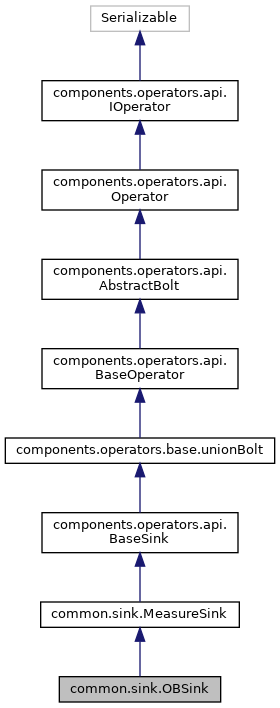 Serializable
components.operators.api.
IOperator
components.operators.api.
Operator
components.operators.api.
AbstractBolt
components.operators.api.
BaseOperator
components.operators.base.unionBolt
components.operators.api.
BaseSink
common.sink.MeasureSink
common.sink.OBSink